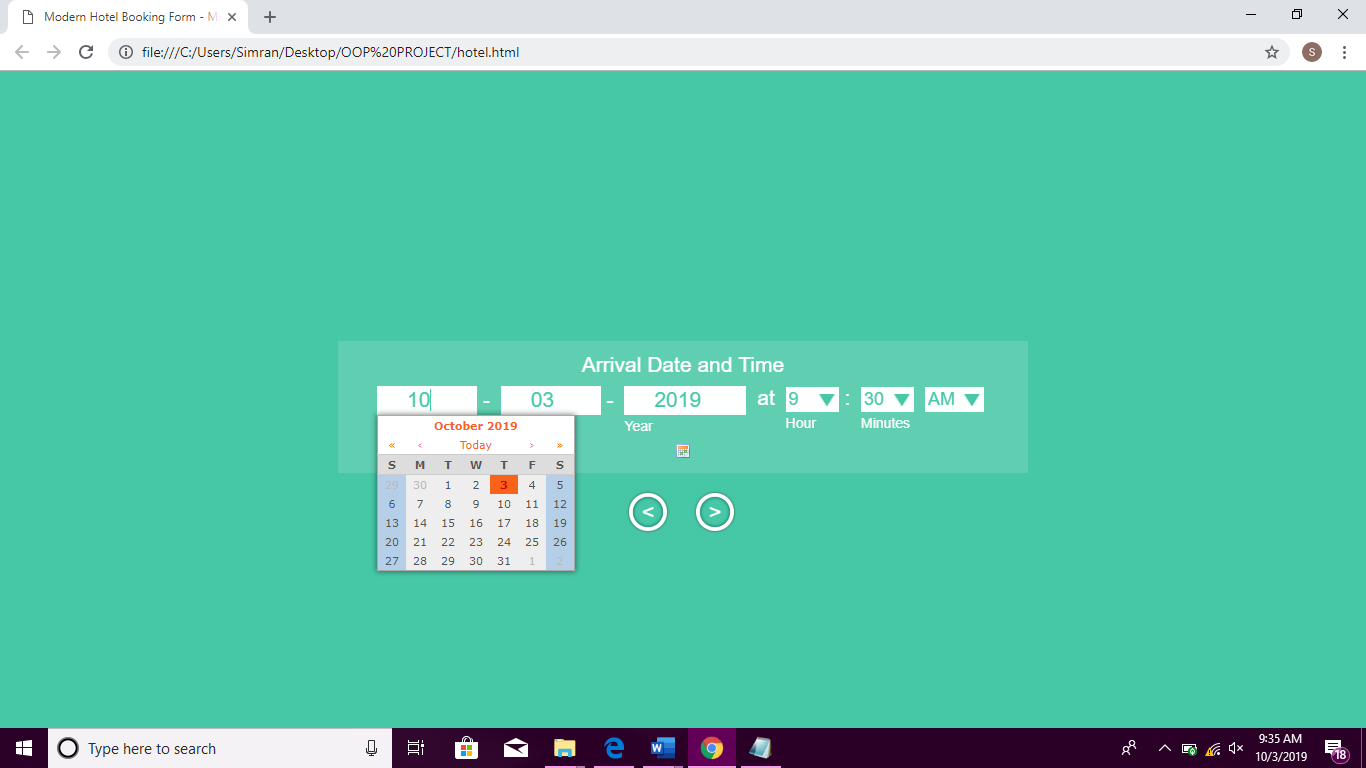 Modern Hotel Booking Form - M
file:///C:/Users/Simran/Desktop/OOP%20PROJECT/hotel.html
S
Arrival Date and Time
10 - 03 - 2019 at 9 : 30 AM
Year Hour Minutes
October 2019
« ‹ Today › »
S M T W T F S
29 30 1 2 3 4 5
6 7 8 9 10 11 12
13 14 15 16 17 18 19
20 21 22 23 24 25 26
27 28 29 30 31 1 2
< >
Type here to search
9:35 AM
10/3/2019
18